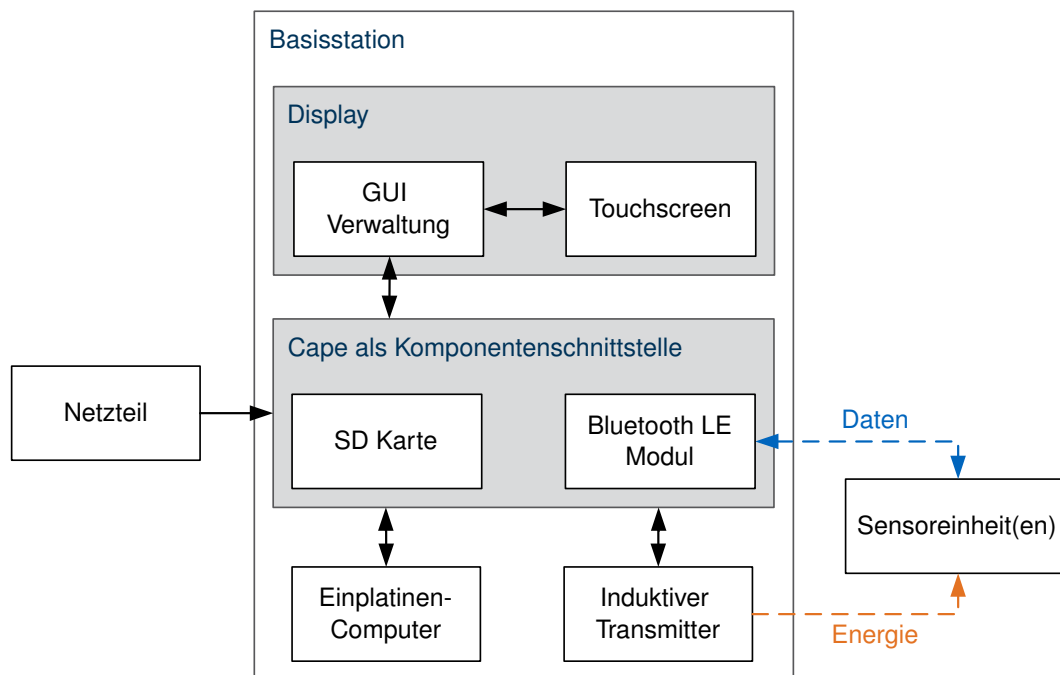 Basisstation
Display
GUI
Verwaltung
Touchscreen
Cape als Komponentenschnittstelle
Netzteil
SD Karte
Bluetooth LE
Modul
Daten
Sensoreinheit(en)
Einplatinen-
Computer
Induktiver
Transmitter
Energie